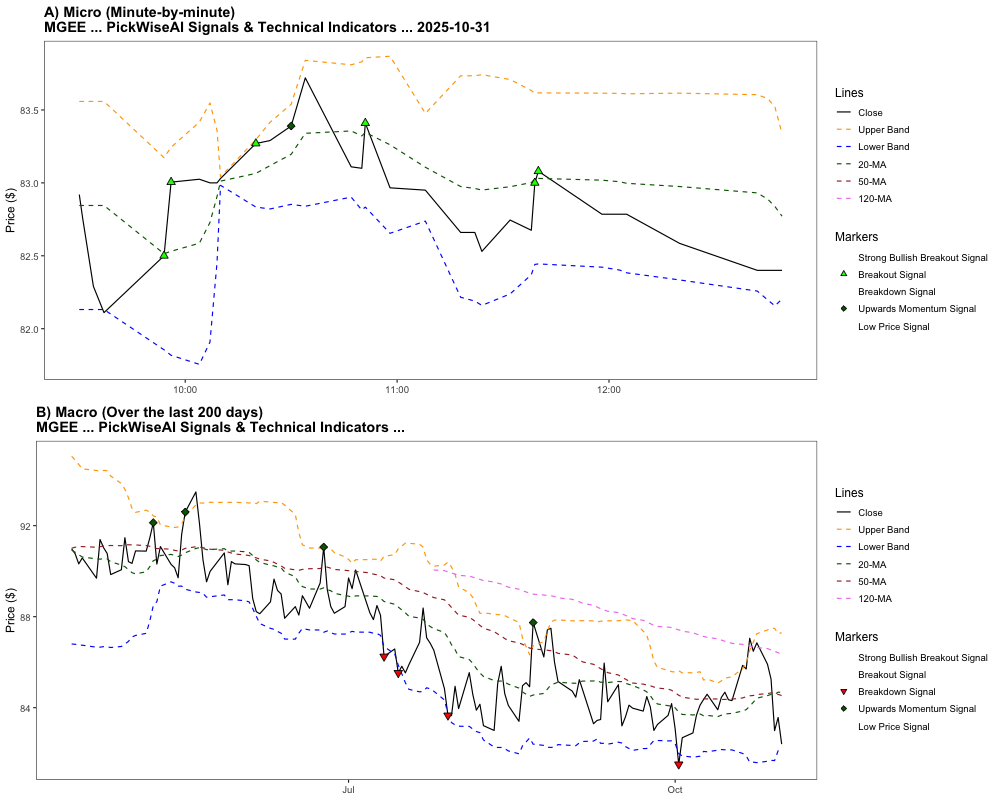 A) Micro (Minute-by-minute)
MGEE ... PickWiseAI Signals & Technical Indicators ... 2025-10-31
Price ($)
83.5
83.0
82.5
82.0
10:00
11:00
12:00
Lines
Close
Upper Band
Lower Band
20-MA
50-MA
120-MA
Markers
Strong Bullish Breakout Signal
Breakout Signal
Breakdown Signal
Upwards Momentum Signal
Low Price Signal
B) Macro (Over the last 200 days)
MGEE ... PickWiseAI Signals & Technical Indicators ...
Price ($)
92
88
84
Jul
Oct
Lines
Close
Upper Band
Lower Band
20-MA
50-MA
120-MA
Markers
Strong Bullish Breakout Signal
Breakout Signal
Breakdown Signal
Upwards Momentum Signal
Low Price Signal